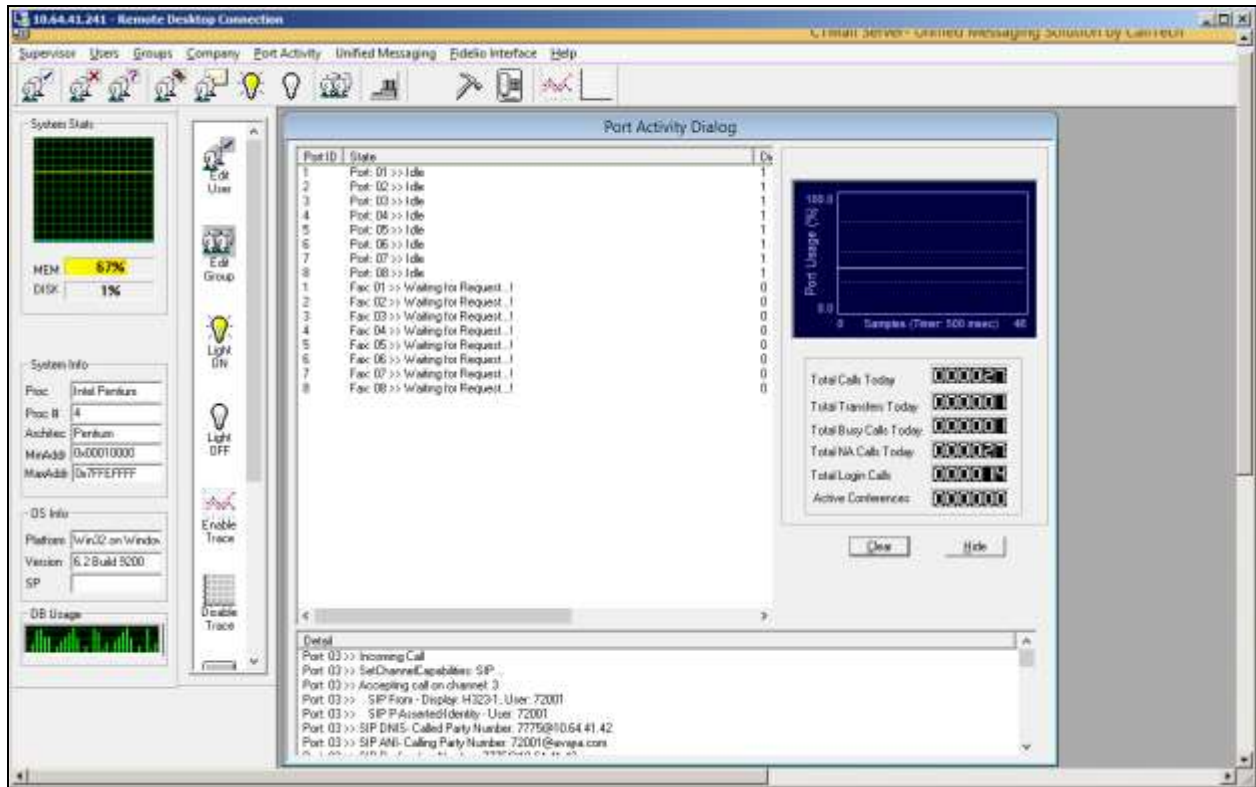 10.64.41.241 - Remote Desktop Connection
CTMail Server - Unified Messaging Solution by CallTech
Supervisor Users Groups Company Port Activity Unified Messaging Fidelio Interface Help
System Stats
MEM 67%
DISK 1%
System Info
Proc Intel Pentium
Proc # 4
Architec Pentium
MinAddr 0x00010000
MaxAddr 0x7FFEFFFF
OS Info
Platform Win32 on Window
Version 6.2 Build 9200
SP
DB Usage
Edit
User
Edit
Group
Light
ON
Light
OFF
Enable
Trace
Disable
Trace
Port Activity Dialog
Port ID State
1 Port: 01 >> Idle 1
2 Port: 02 >> Idle 1
3 Port: 03 >> Idle 1
4 Port: 04 >> Idle 1
5 Port: 05 >> Idle 1
6 Port: 06 >> Idle 1
7 Port: 07 >> Idle 1
8 Port: 08 >> Idle 1
1 Fax: 01 >> Waiting for Request...! 0
2 Fax: 02 >> Waiting for Request...! 0
3 Fax: 03 >> Waiting for Request...! 0
4 Fax: 04 >> Waiting for Request...! 0
5 Fax: 05 >> Waiting for Request...! 0
6 Fax: 06 >> Waiting for Request...! 0
7 Fax: 07 >> Waiting for Request...! 0
8 Fax: 08 >> Waiting for Request...! 0
100.0
Port Usage (%)
0.0
0 Samples (Timer: 500 msec) 46
Total Calls Today
Total Transfers Today
Total Busy Calls Today
Total NA Calls Today
Total Login Calls
Active Conferences 0000000
Clear Hide
Detail
Port: 03 >> Incoming Call
Port: 03 >> SetChannelCapabilities: SIP...
Port: 03 >> Accepting call on channel: 3
Port: 03 >> SIP From - Display: H323-1, User: 72001
Port: 03 >> SIP P-Asserted-Identity - User: 72001
Port: 03 >> SIP DNIS- Called Party Number: 7775@10.64.41.42
Port: 03 >> SIP ANI- Calling Party Number: 72001@avaya.com